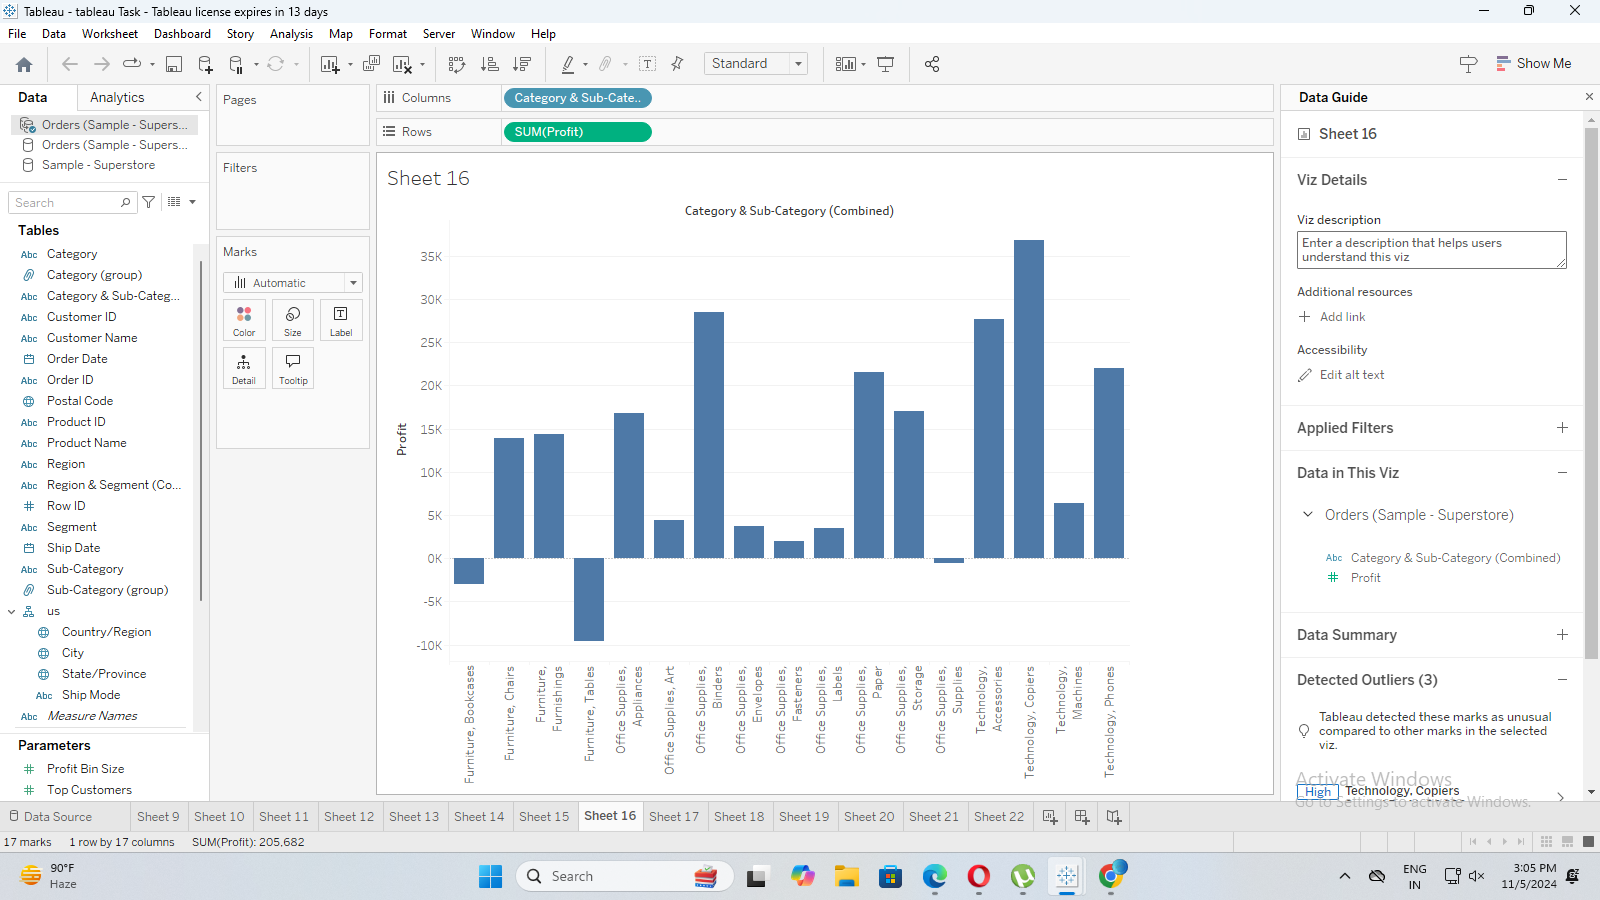 Tableau - tableau Task - Tableau license expires in 13 days
File Data Worksheet Dashboard Story Analysis Map Format Server Window Help
Standard
Show Me
Data Analytics
Orders (Sample - Supers...
Orders (Sample - Supers...
Sample - Superstore
Search
Tables
Abc Category
Category (group)
Abc Category & Sub-Categ...
Abc Customer ID
Abc Customer Name
Order Date
Abc Order ID
Postal Code
Abc Product ID
Abc Product Name
Abc Region
Abc Region & Segment (Co...
Row ID
Abc Segment
Ship Date
Abc Sub-Category
Sub-Category (group)
us
Country/Region
City
State/Province
Abc Ship Mode
Abc Measure Names
Parameters
Profit Bin Size
Top Customers
Pages
Filters
Marks
Automatic
Color Size Label
Detail Tooltip
Columns Category & Sub-Cate..
Rows SUM(Profit)
Sheet 16
Category & Sub-Category (Combined)
Profit
35K
30K
25K
20K
15K
10K
5K
0K
-5K
-10K
Furniture, Bookcases
Furniture, Chairs
Furniture,
Furnishings
Furniture, Tables
Office Supplies,
Appliances
Office Supplies, Art
Office Supplies,
Binders
Office Supplies,
Envelopes
Office Supplies,
Fasteners
Office Supplies,
Labels
Office Supplies,
Paper
Office Supplies,
Storage
Office Supplies,
Supplies
Technology,
Accessories
Technology, Copiers
Technology,
Machines
Technology, Phones
Data Guide
Sheet 16
Viz Details
Viz description
Enter a description that helps users
understand this viz
Additional resources
Add link
Accessibility
Edit alt text
Applied Filters
Data in This Viz
Orders (Sample - Superstore)
Abc Category & Sub-Category (Combined)
Profit
Data Summary
Detected Outliers (3)
Tableau detected these marks as unusual
compared to other marks in the selected
viz.
Activate Windows
High Technology, Copiers
Go to Settings to activate Windows.
Data Source Sheet 9 Sheet 10 Sheet 11 Sheet 12 Sheet 13 Sheet 14 Sheet 15 Sheet 16 Sheet 17 Sheet 18 Sheet 19 Sheet 20 Sheet 21 Sheet 22
17 marks 1 row by 17 columns SUM(Profit): 205,682
90°F
Haze
Search
ENG
IN
3:05 PM
11/5/2024